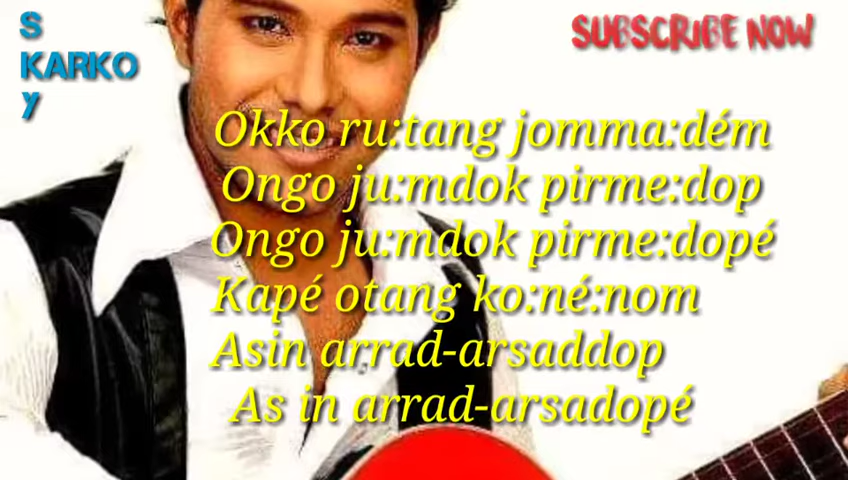 S
KARKO
y
SUBSCRIBE NOW
Okko ru:tang jomma:dém
Ongo ju:mdok pirme:dop
Ongo ju:mdok pirme:dopé
Kapé otang ko:né:nom
Asin arrad-arsaddop
As in arrad-arsadopé